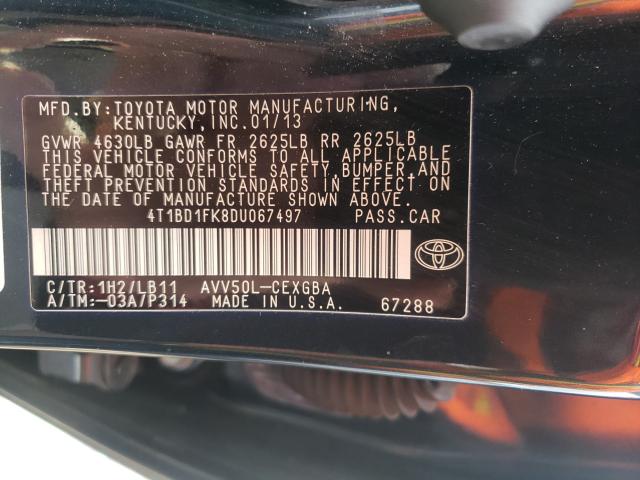 MFD. BY: TOYOTA MOTOR MANUFACTURING,
KENTUCKY, INC. 01/13
GVWR 4630LB GAWR FR 2625LB RR 2625LB
THIS VEHICLE CONFORMS TO ALL APPLICABLE
FEDERAL MOTOR VEHICLE SAFETY, BUMPER, AND
THEFT PREVENTION STANDARDS IN EFFECT ON
THE DATE OF MANUFACTURE SHOWN ABOVE.
4T1BD1FK8DU067497 PASS. CAR
C/TR: 1H2/LB11 AVV50L-CEXGBA
A/TM: -03A/P314 MADE IN U.S.A. 67288